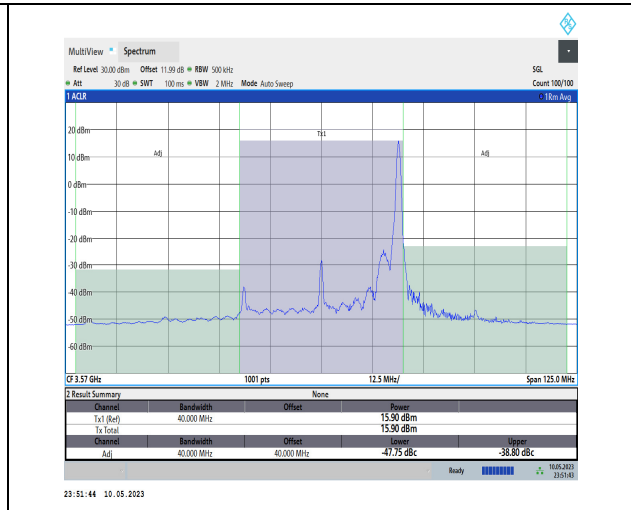 MultiView Spectrum
Ref Level 30.00 dBm Offset 11.99 dB RBW 500 kHz SGL
Att 30 dB SWT 100 ms VBW 2 MHz Mode Auto Sweep Count 100/100
1 ACLR 1Rm Avg
Tx1
20 dBm
Adj Adj
10 dBm
0 dBm
-10 dBm
-20 dBm
-30 dBm
-40 dBm
-50 dBm
-60 dBm
CF 3.57 GHz 1001 pts 12.5 MHz/ Span 125.0 MHz
2 Result Summary None
Channel Bandwidth Offset Power
Tx1 (Ref) 40.000 MHz 15.90 dBm
Tx Total 15.90 dBm
Channel Bandwidth Offset Lower Upper
Adj 40.000 MHz 40.000 MHz -47.75 dBc -38.80 dBc
Ready 10.05.2023
23:51:43
23:51:44 10.05.2023